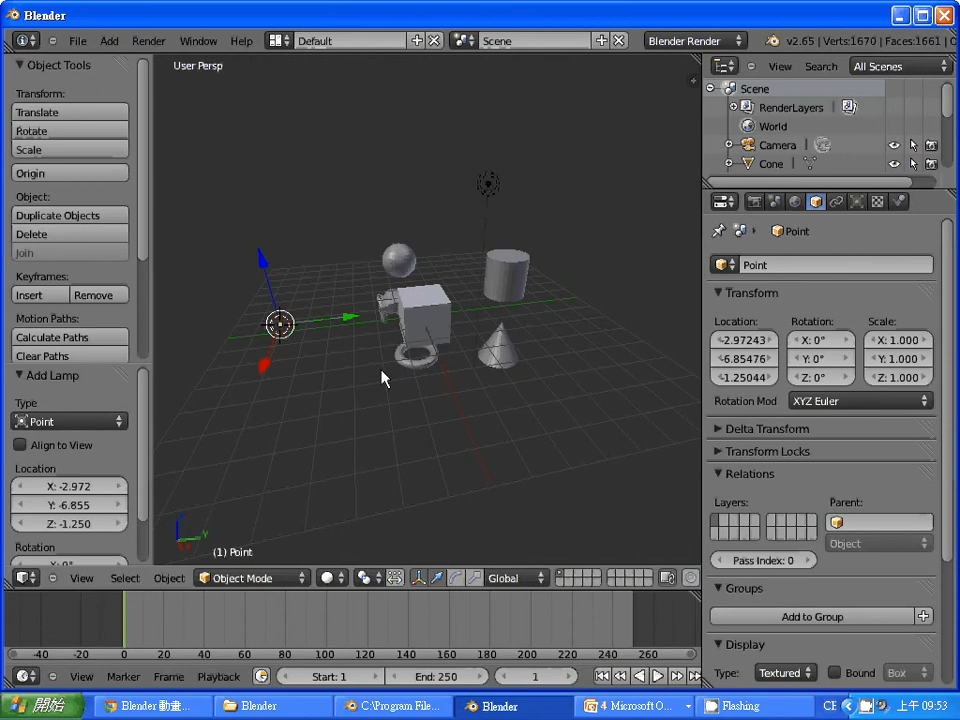 Blender
File Add Render Window Help Default Scene Blender Render v2.65 | Verts:1670 | Faces:1661 |
Object Tools
Transform:
Translate
Rotate
Scale
Origin
Object:
Duplicate Objects
Delete
Join
Keyframes:
Insert Remove
Motion Paths:
Calculate Paths
Clear Paths
Add Lamp
Type
Point
Align to View
Location
X: -2.972
Y: -6.855
Z: -1.250
Rotation
X: 0°
User Persp
(1) Point
View Select Object Object Mode Global
-40 -20 0 20 40 60 80 100 120 140 160 180 200 220 240 260
View Marker Frame Playback Start: 1 End: 250 1
View Search All Scenes
Scene
RenderLayers
World
Camera
Cone
Point
Point
Transform
Location: Rotation: Scale:
-2.97243 X: 0° X: 1.000
-6.85476 Y: 0° Y: 1.000
-1.25044 Z: 0° Z: 1.000
Rotation Mod XYZ Euler
Delta Transform
Transform Locks
Relations
Layers: Parent:
Object
Pass Index: 0
Groups
Add to Group
Display
Type: Textured Bound Box
開始 Blender 動畫... Blender C:\Program File... Blender 4 Microsoft O... Flashing CE 上午 09:53